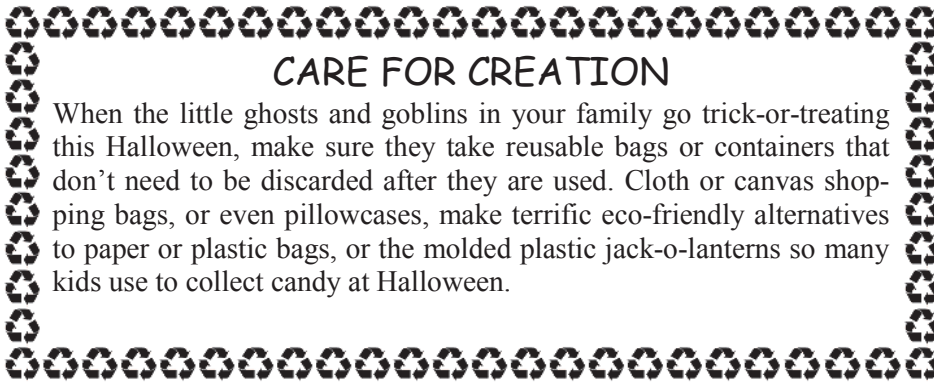 CARE FOR CREATION
When the little ghosts and goblins in your family go trick-or-treating
this Halloween, make sure they take reusable bags or containers that
don’t need to be discarded after they are used. Cloth or canvas shop-
ping bags, or even pillowcases, make terrific eco-friendly alternatives
to paper or plastic bags, or the molded plastic jack-o-lanterns so many
kids use to collect candy at Halloween.